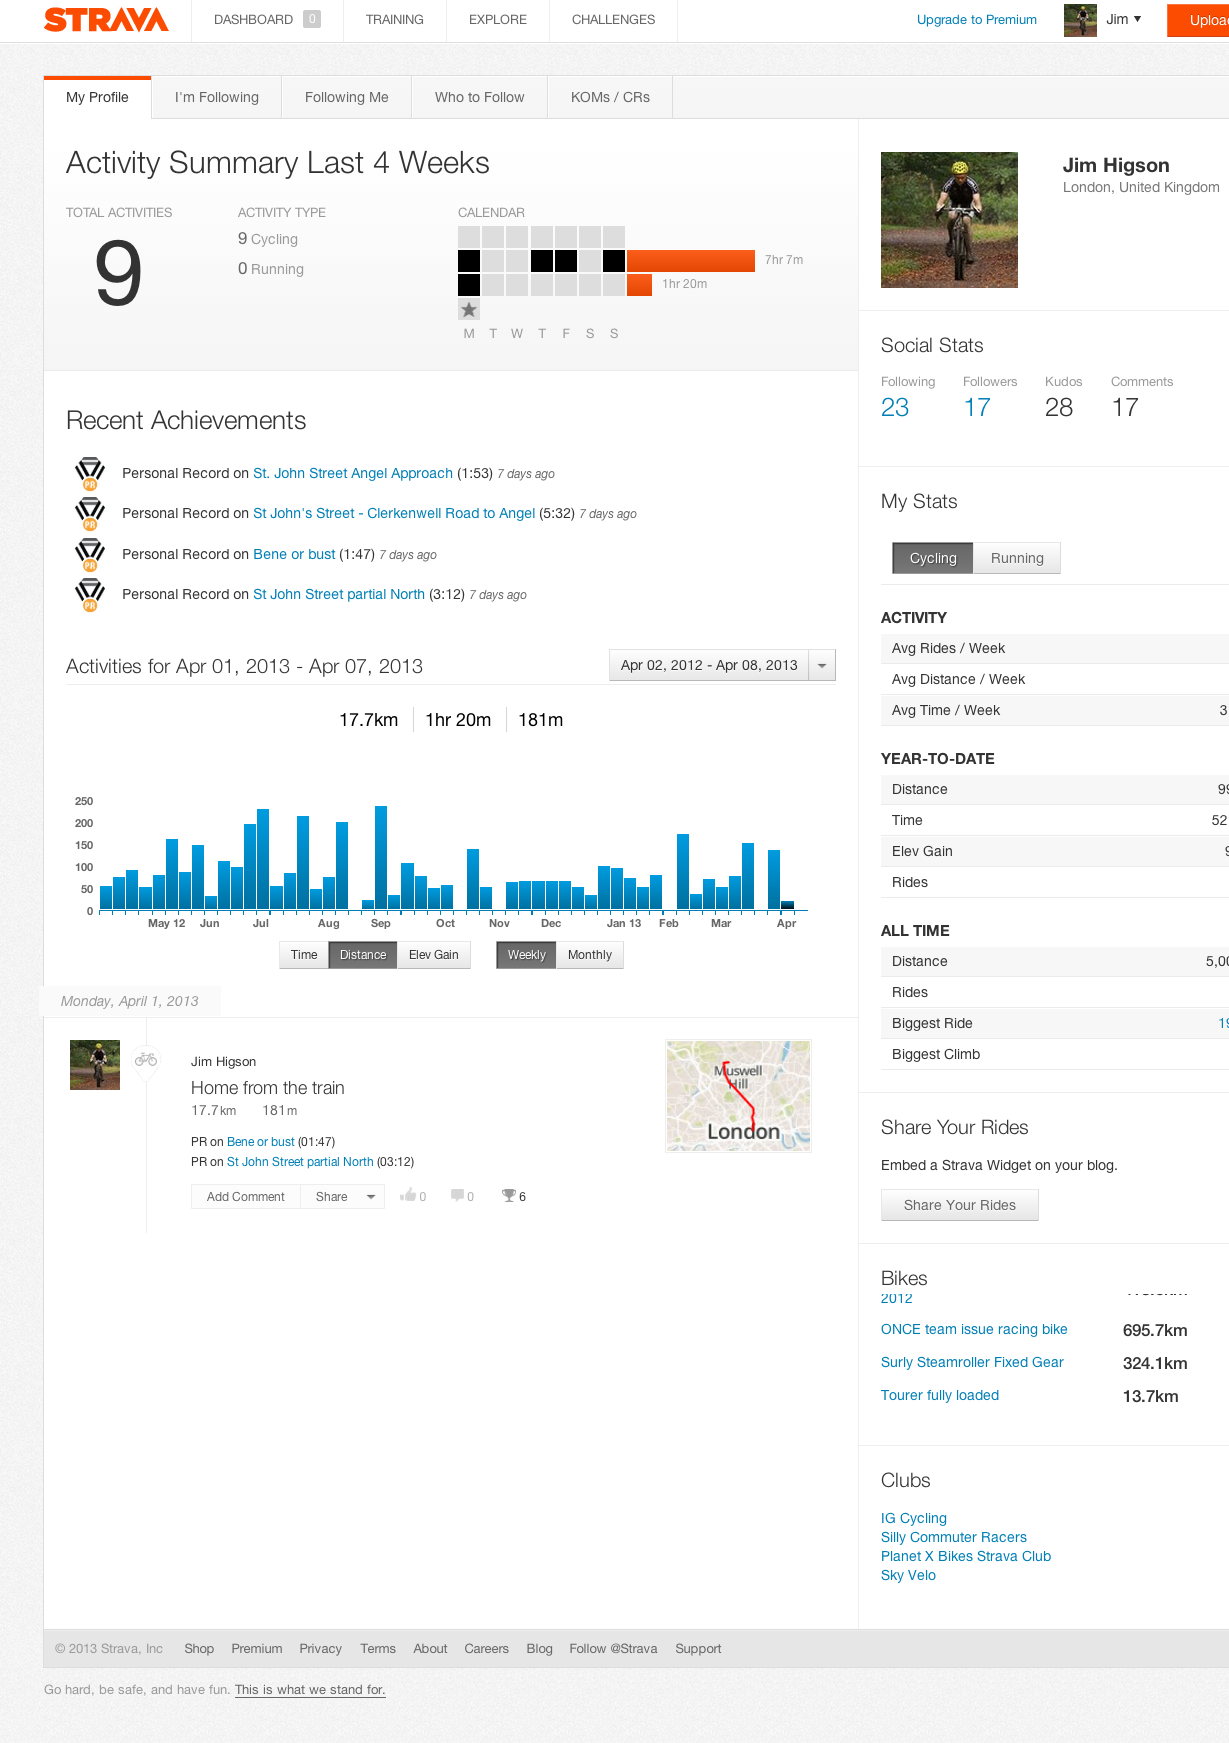 STRAVA DASHBOARD 0 TRAINING EXPLORE CHALLENGES Upgrade to Premium Jim
My Profile I'm Following Following Me Who to Follow KOMs / CRs
Activity Summary Last 4 Weeks
TOTAL ACTIVITIES ACTIVITY TYPE CALENDAR
9
9 Cycling
0 Running
7hr 7m
1hr 20m
M T W T F S S
Recent Achievements
PR Personal Record on St. John Street Angel Approach (1:53) 7 days ago
PR Personal Record on St John's Street - Clerkenwell Road to Angel (5:32) 7 days ago
PR Personal Record on Bene or bust (1:47) 7 days ago
PR Personal Record on St John Street partial North (3:12) 7 days ago
Activities for Apr 01, 2013 - Apr 07, 2013 Apr 02, 2012 - Apr 08, 2013
17.7km 1hr 20m 181m
250
200
150
100
50
0
May 12 Jun Jul Aug Sep Oct Nov Dec Jan 13 Feb Mar Apr
Time Distance Elev Gain Weekly Monthly
Monday, April 1, 2013
Jim Higson
Home from the train
17.7km 181m
PR on Bene or bust (01:47)
PR on St John Street partial North (03:12)
Add Comment Share 0 0 6
Muswell
Hill
London
Jim Higson
London, United Kingdom
Social Stats
Following Followers Kudos Comments
23 17 28 17
My Stats
Cycling Running
ACTIVITY
Avg Rides / Week
Avg Distance / Week
Avg Time / Week 3
YEAR-TO-DATE
Distance 99
Time 52
Elev Gain 9
Rides
ALL TIME
Distance 5,00
Rides
Biggest Ride 19
Biggest Climb
Share Your Rides
Embed a Strava Widget on your blog.
Share Your Rides
Bikes
2012
ONCE team issue racing bike 695.7km
Surly Steamroller Fixed Gear 324.1km
Tourer fully loaded 13.7km
Clubs
IG Cycling
Silly Commuter Racers
Planet X Bikes Strava Club
Sky Velo
© 2013 Strava, Inc Shop Premium Privacy Terms About Careers Blog Follow @Strava Support
Go hard, be safe, and have fun. This is what we stand for.